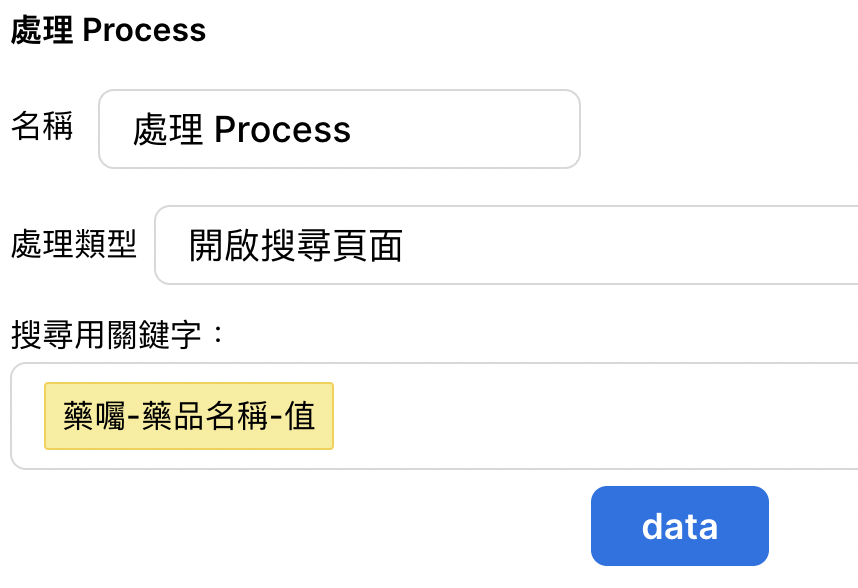 處理 Process
名稱 處理 Process
處理類型 開啟搜尋頁面
搜尋用關鍵字：
藥囑-藥品名稱-值
data